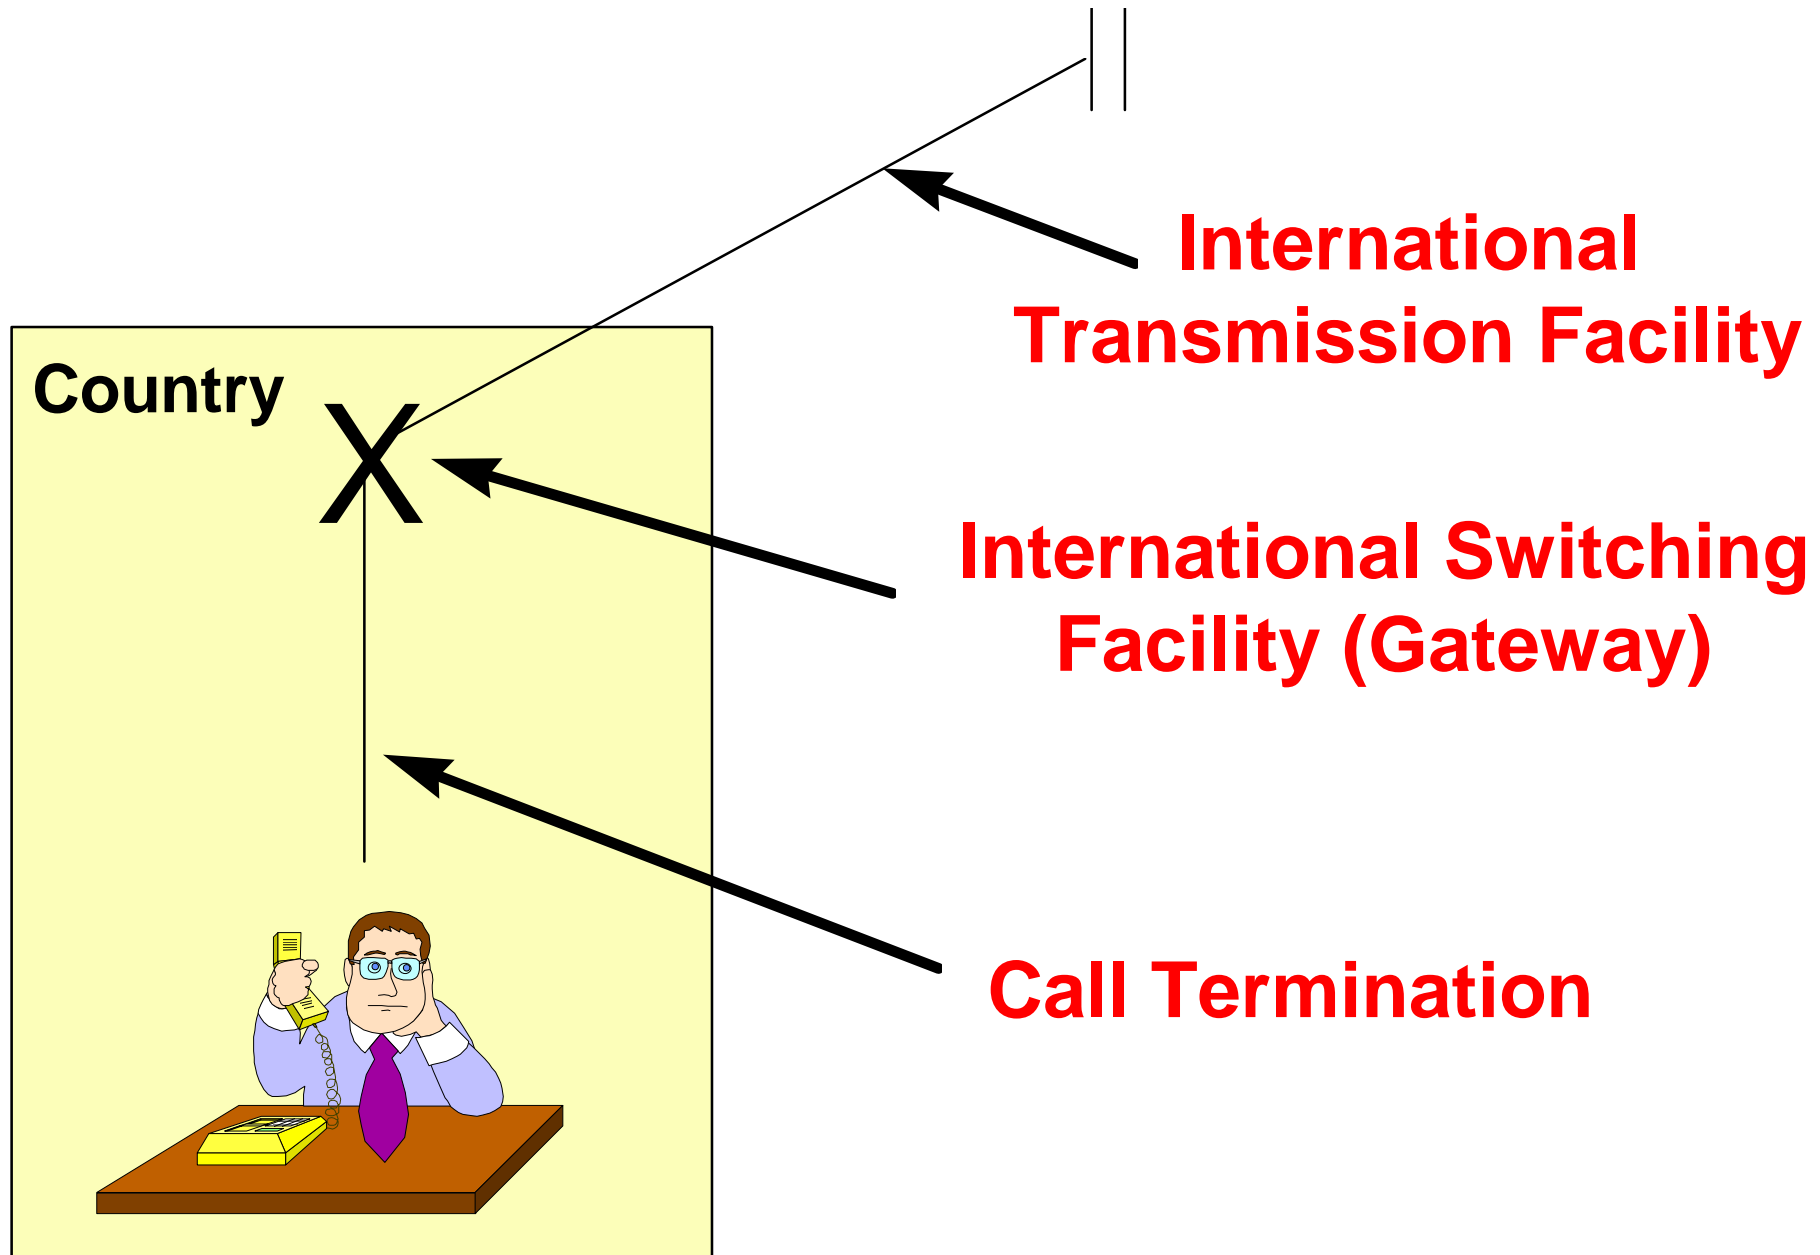 International
Transmission Facility
Country
X
International Switching
Facility (Gateway)
Call Termination